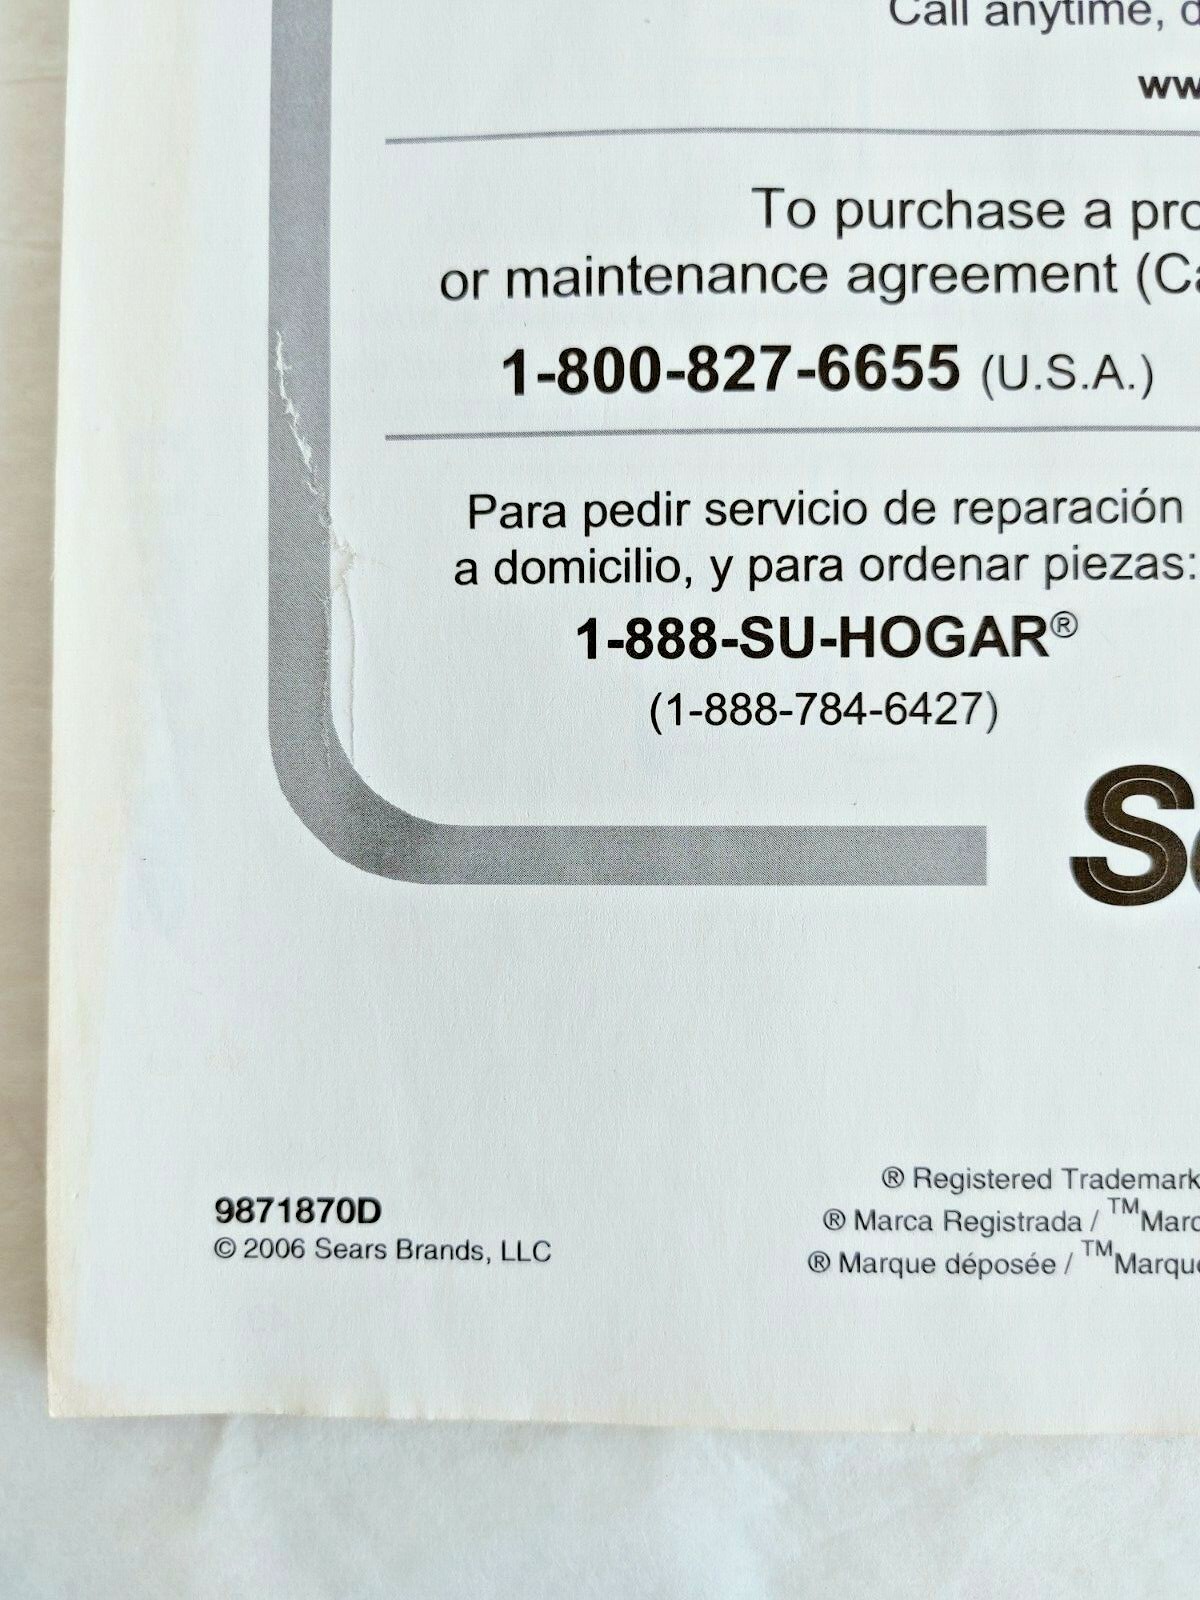 Call anytime,
To purchase a
or maintenance agreement
1-800-827-6655 (U.S.A.)
Para pedir servicio de reparación
a domicilio, y para ordenar piezas:
1-888-SU-HOGAR®
(1-888-784-6427)
9871870D
© 2006 Sears Brands, LLC
® Registered Trademark
® Marca Registrada / ™
® Marque déposée / ™